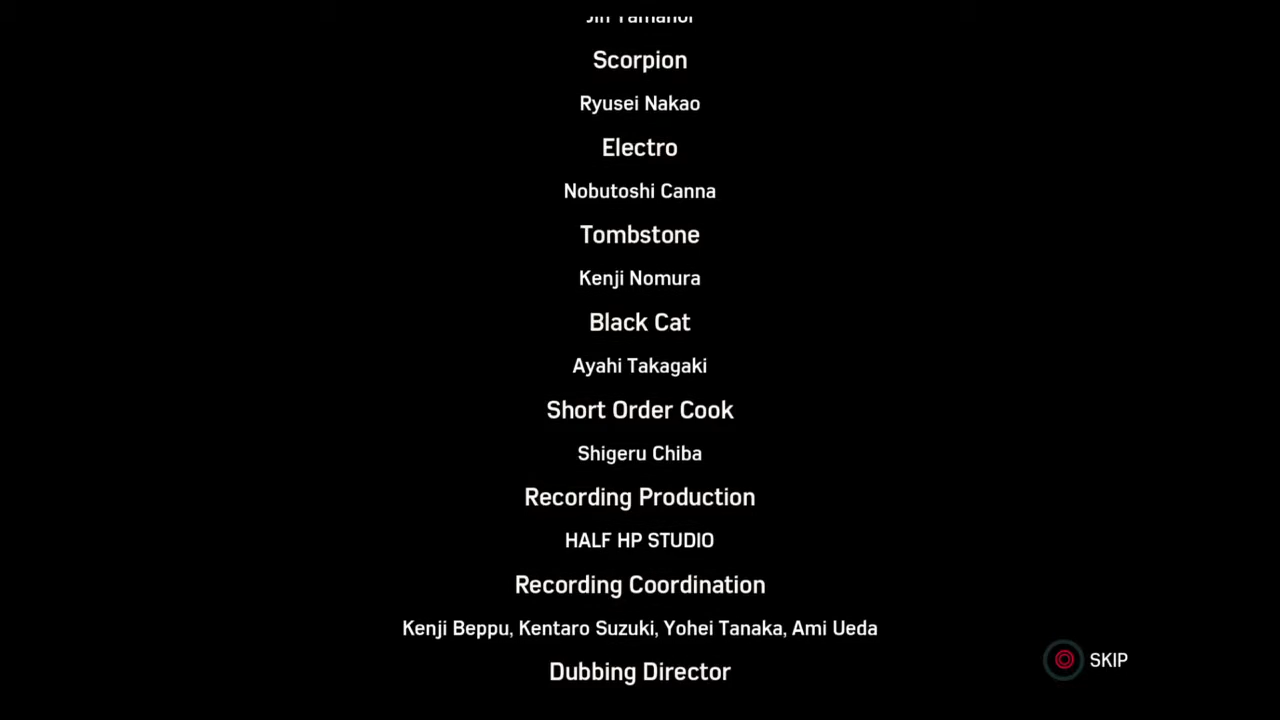 Scorpion
Ryusei Nakao
Electro
Nobutoshi Canna
Tombstone
Kenji Nomura
Black Cat
Ayahi Takagaki
Short Order Cook
Shigeru Chiba
Recording Production
HALF HP STUDIO
Recording Coordination
Kenji Beppu, Kentaro Suzuki, Yohei Tanaka, Ami Ueda
Dubbing Director
SKIP